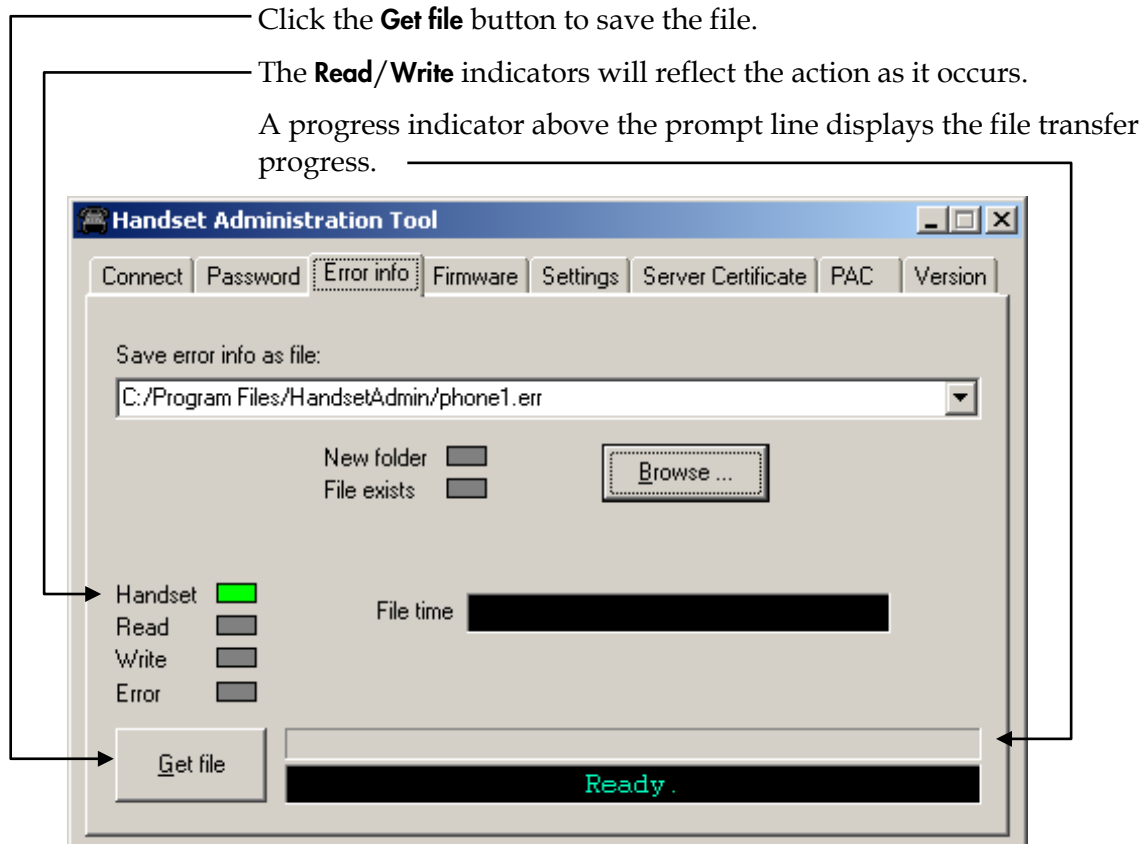 Click the Get file button to save the file.
The Read/Write indicators will reflect the action as it occurs.
A progress indicator above the prompt line displays the file transfer
progress.
Handset Administration Tool
Connect Password Error info Firmware Settings Server Certificate PAC Version
Save error info as file:
C:/Program Files/HandsetAdmin/phone1.err
New folder
File exists
Browse ...
Handset
Read
Write
Error
File time
Get file
Ready.